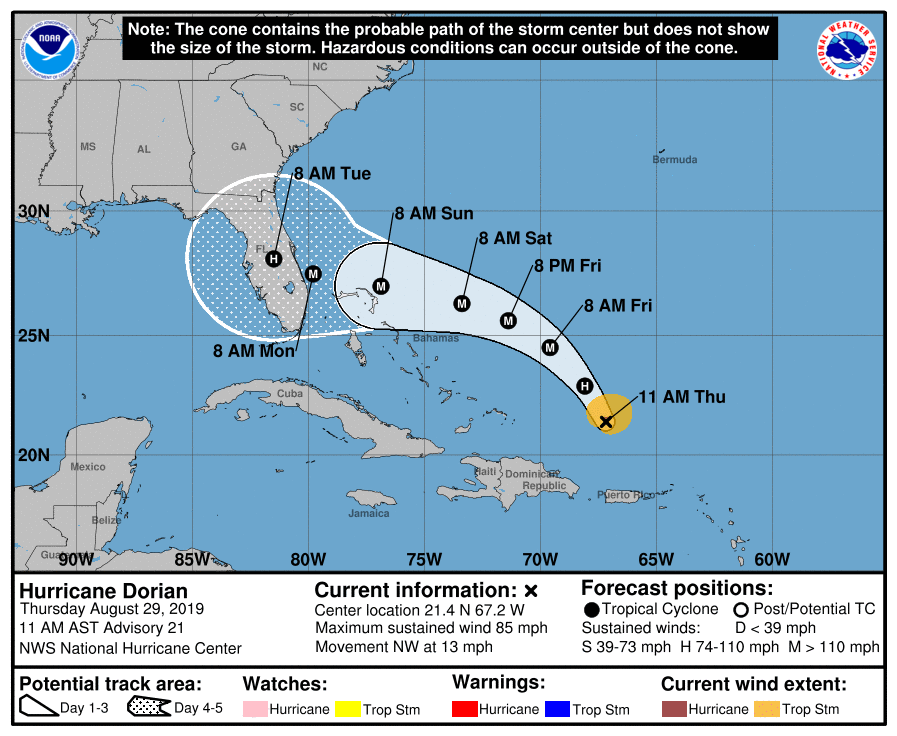 Note: The cone contains the probable path of the storm center but does not show
the size of the storm. Hazardous conditions can occur outside of the cone.
NOAA
NATIONAL WEATHER SERVICE
NC
SC
MS
AL
GA
Bermuda
8 AM Tue
30N
8 AM Sun
FL
8 AM Sat
H
M
8 PM Fri
M
M
M
8 AM Fri
25N
Bahamas
8 AM Mon
M
H
Cuba
11 AM Thu
20N
Mexico
Haiti
Dominican
Republic
Puerto Rico
Jamaica
Belize
90W
85W
80W
75W
70W
65W
60W
Hurricane Dorian
Thursday August 29, 2019
11 AM AST Advisory 21
NWS National Hurricane Center
Current information:
Center location 21.4 N 67.2 W
Maximum sustained wind 85 mph
Movement NW at 13 mph
Forecast positions:
Tropical Cyclone Post/Potential TC
Sustained winds: D < 39 mph
S 39-73 mph H 74-110 mph M > 110 mph
Potential track area:
Day 1-3 Day 4-5
Watches:
Hurricane Trop Stm
Warnings:
Hurricane Trop Stm
Current wind extent:
Hurricane Trop Stm